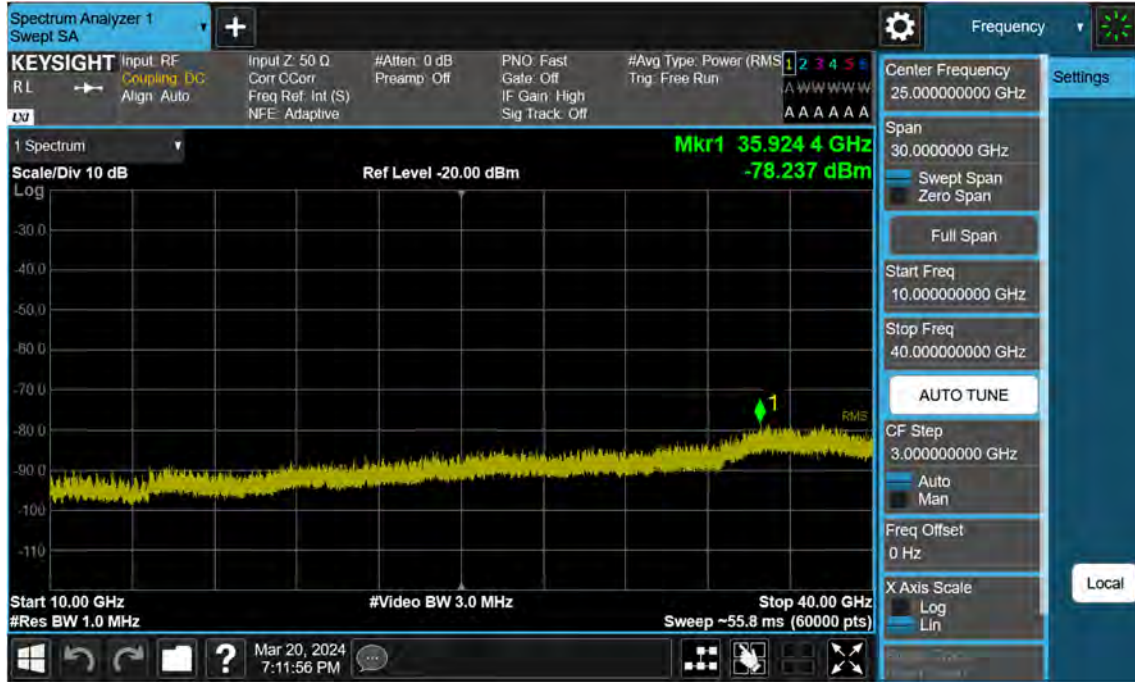 Spectrum Analyzer 1
Swept SA
Frequency
KEYSIGHT
Input: RF
Coupling: DC
Align: Auto
Input Z: 50 Ω
Corr CCorr
Freq Ref: Int (S)
NFE: Adaptive
#Atten: 0 dB
Preamp: Off
PNO: Fast
Gate: Off
IF Gain: High
Sig Track: Off
#Avg Type: Power (RMS
Trig: Free Run
1 2 3 4 5 6
A W W W W W
A A A A A A
RL
LXI
1 Spectrum
Mkr1 35.924 4 GHz
-78.237 dBm
Scale/Div 10 dB
Ref Level -20.00 dBm
Log
-30.0
-40.0
-50.0
-60.0
-70.0
-80.0
-90.0
-100
-110
1
RMS
Start 10.00 GHz
#Res BW 1.0 MHz
#Video BW 3.0 MHz
Stop 40.00 GHz
Sweep ~55.8 ms (60000 pts)
Center Frequency
25.000000000 GHz
Settings
Span
30.0000000 GHz
Swept Span
Zero Span
Full Span
Start Freq
10.000000000 GHz
Stop Freq
40.000000000 GHz
AUTO TUNE
CF Step
3.000000000 GHz
Auto
Man
Freq Offset
0 Hz
X Axis Scale
Log
Lin
Local
?
Mar 20, 2024
7:11:56 PM